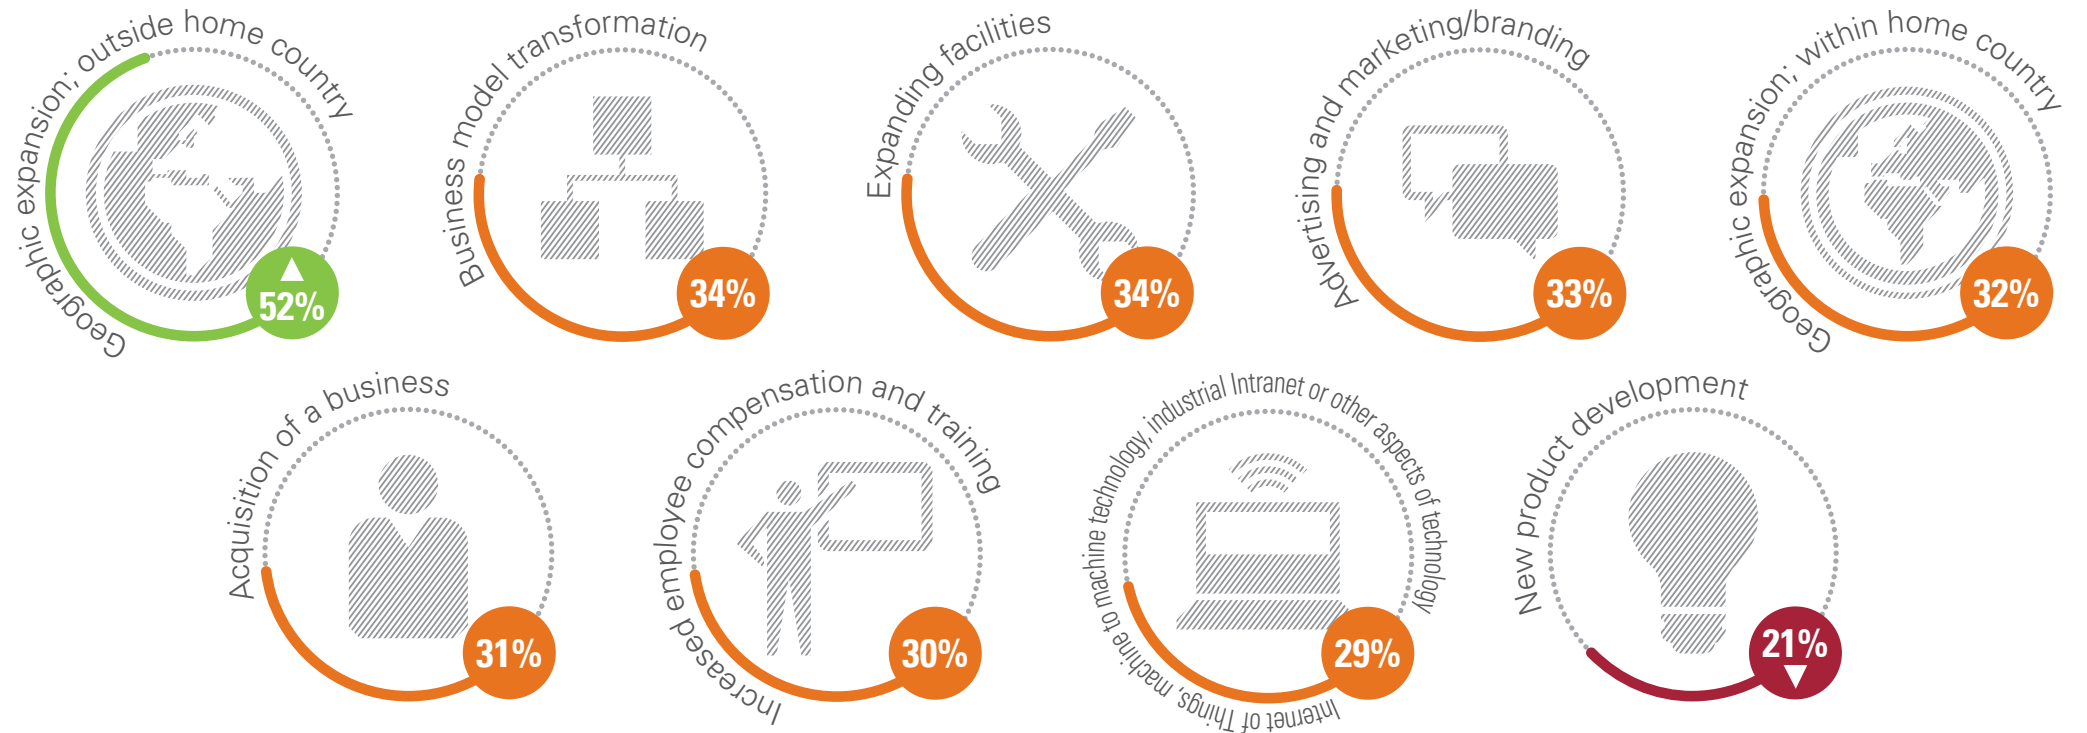 Geographic expansion; outside home country
52%
Business model transformation
34%
Expanding facilities
34%
Advertising and marketing/branding
33%
Geographic expansion; within home country
32%
Acquisition of a business
31%
Increased employee compensation and training
30%
Internet of Things, machine to machine technology, industrial Intranet or other aspects of technology
29%
New product development
21%